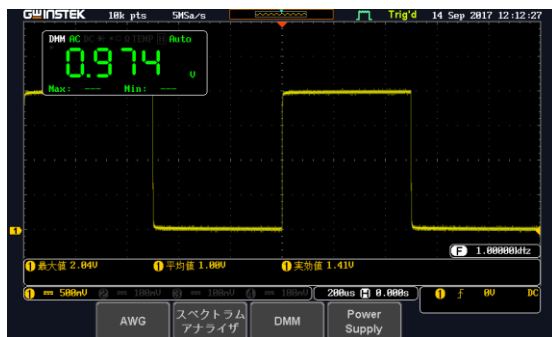 GWINSTEK 10k pts 5MSa/s Trig'd 14 Sep 2017 12:12:27
DMM AC DC Ω TEMP H Auto
0.974 V
Max: --- Min: ---
1
F 1.00000kHz
1 最大値 2.04V 1 平均値 1.00V 1 実効値 1.41V
1 500mV 2 100mV 3 100mV 4 100mV 200us H 0.000s 1 0V DC
AWG スペクトラム アナライザ DMM Power Supply